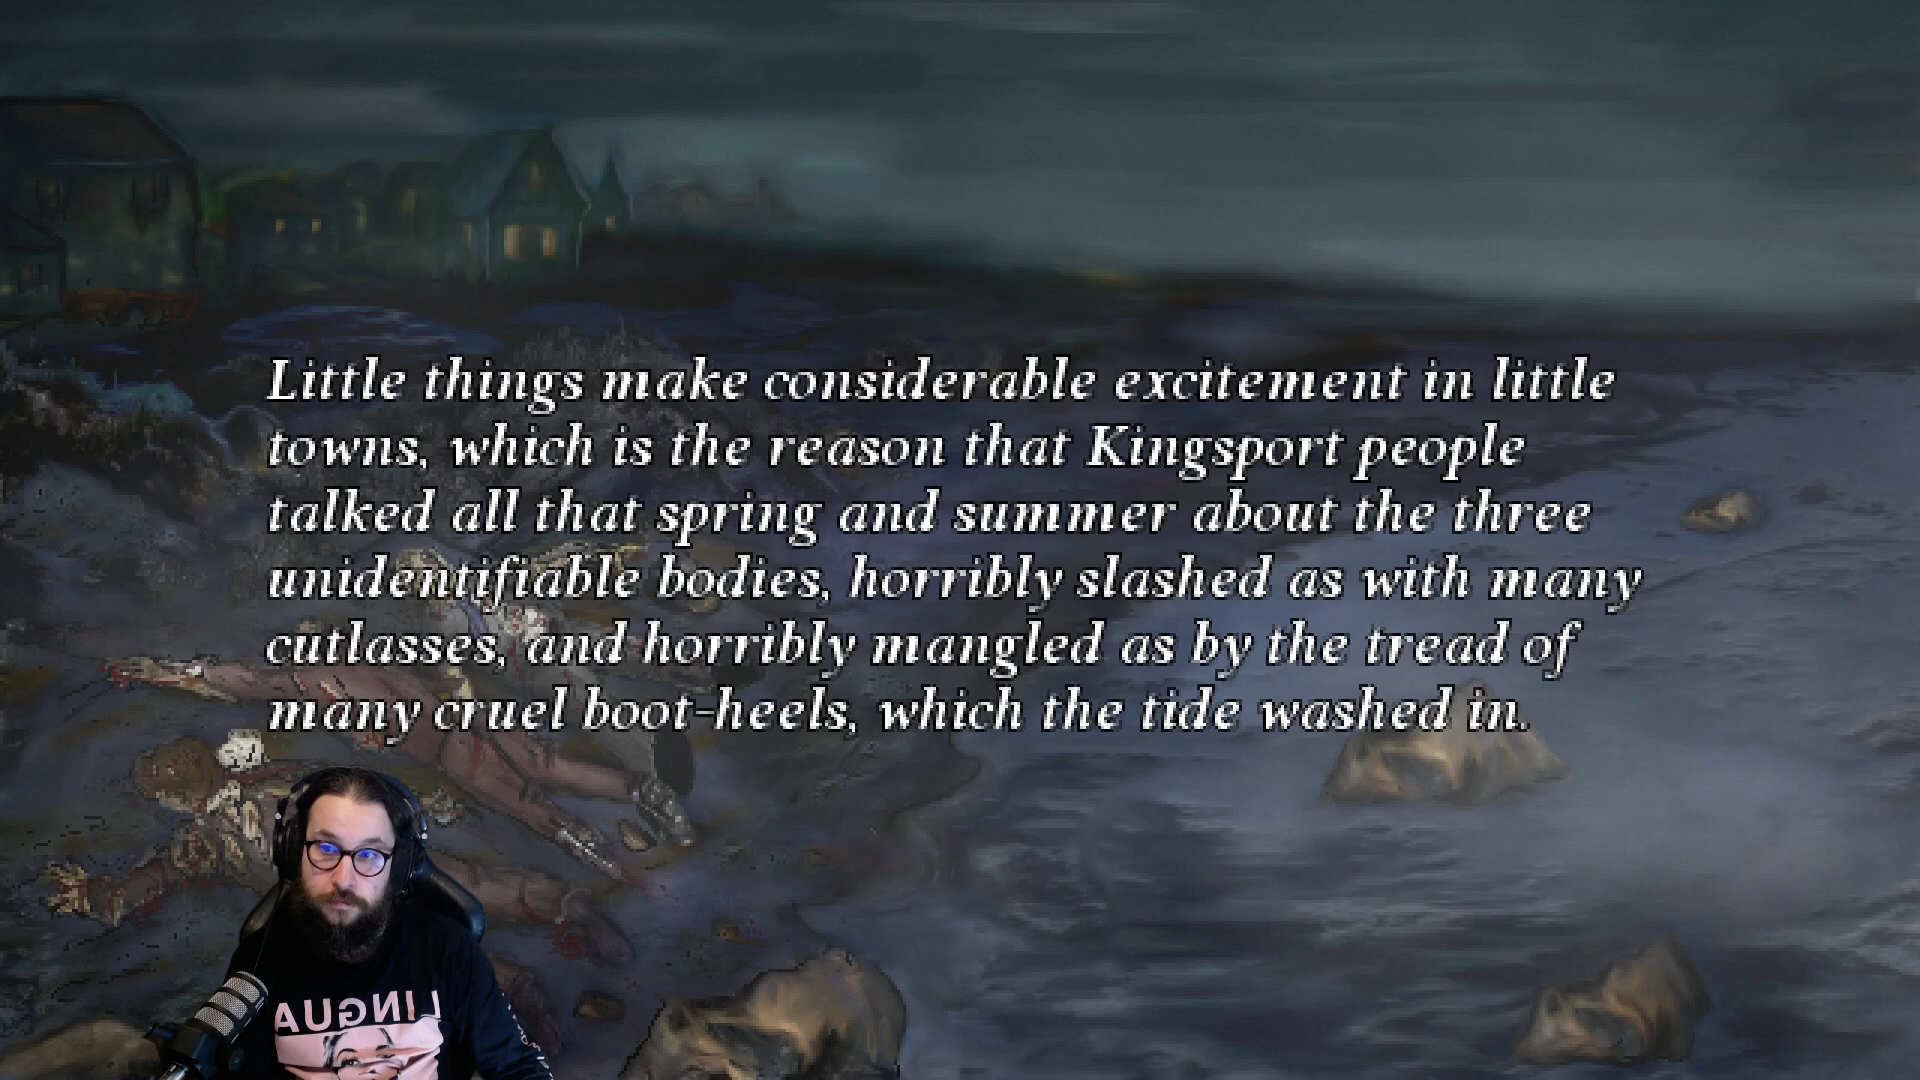 Little things make considerable excitement in little
towns, which is the reason that Kingsport people
talked all that spring and summer about the three
unidentifiable bodies, horribly slashed as with many
cutlasses, and horribly mangled as by the tread of
many cruel boot-heels, which the tide washed in.
LINGUA